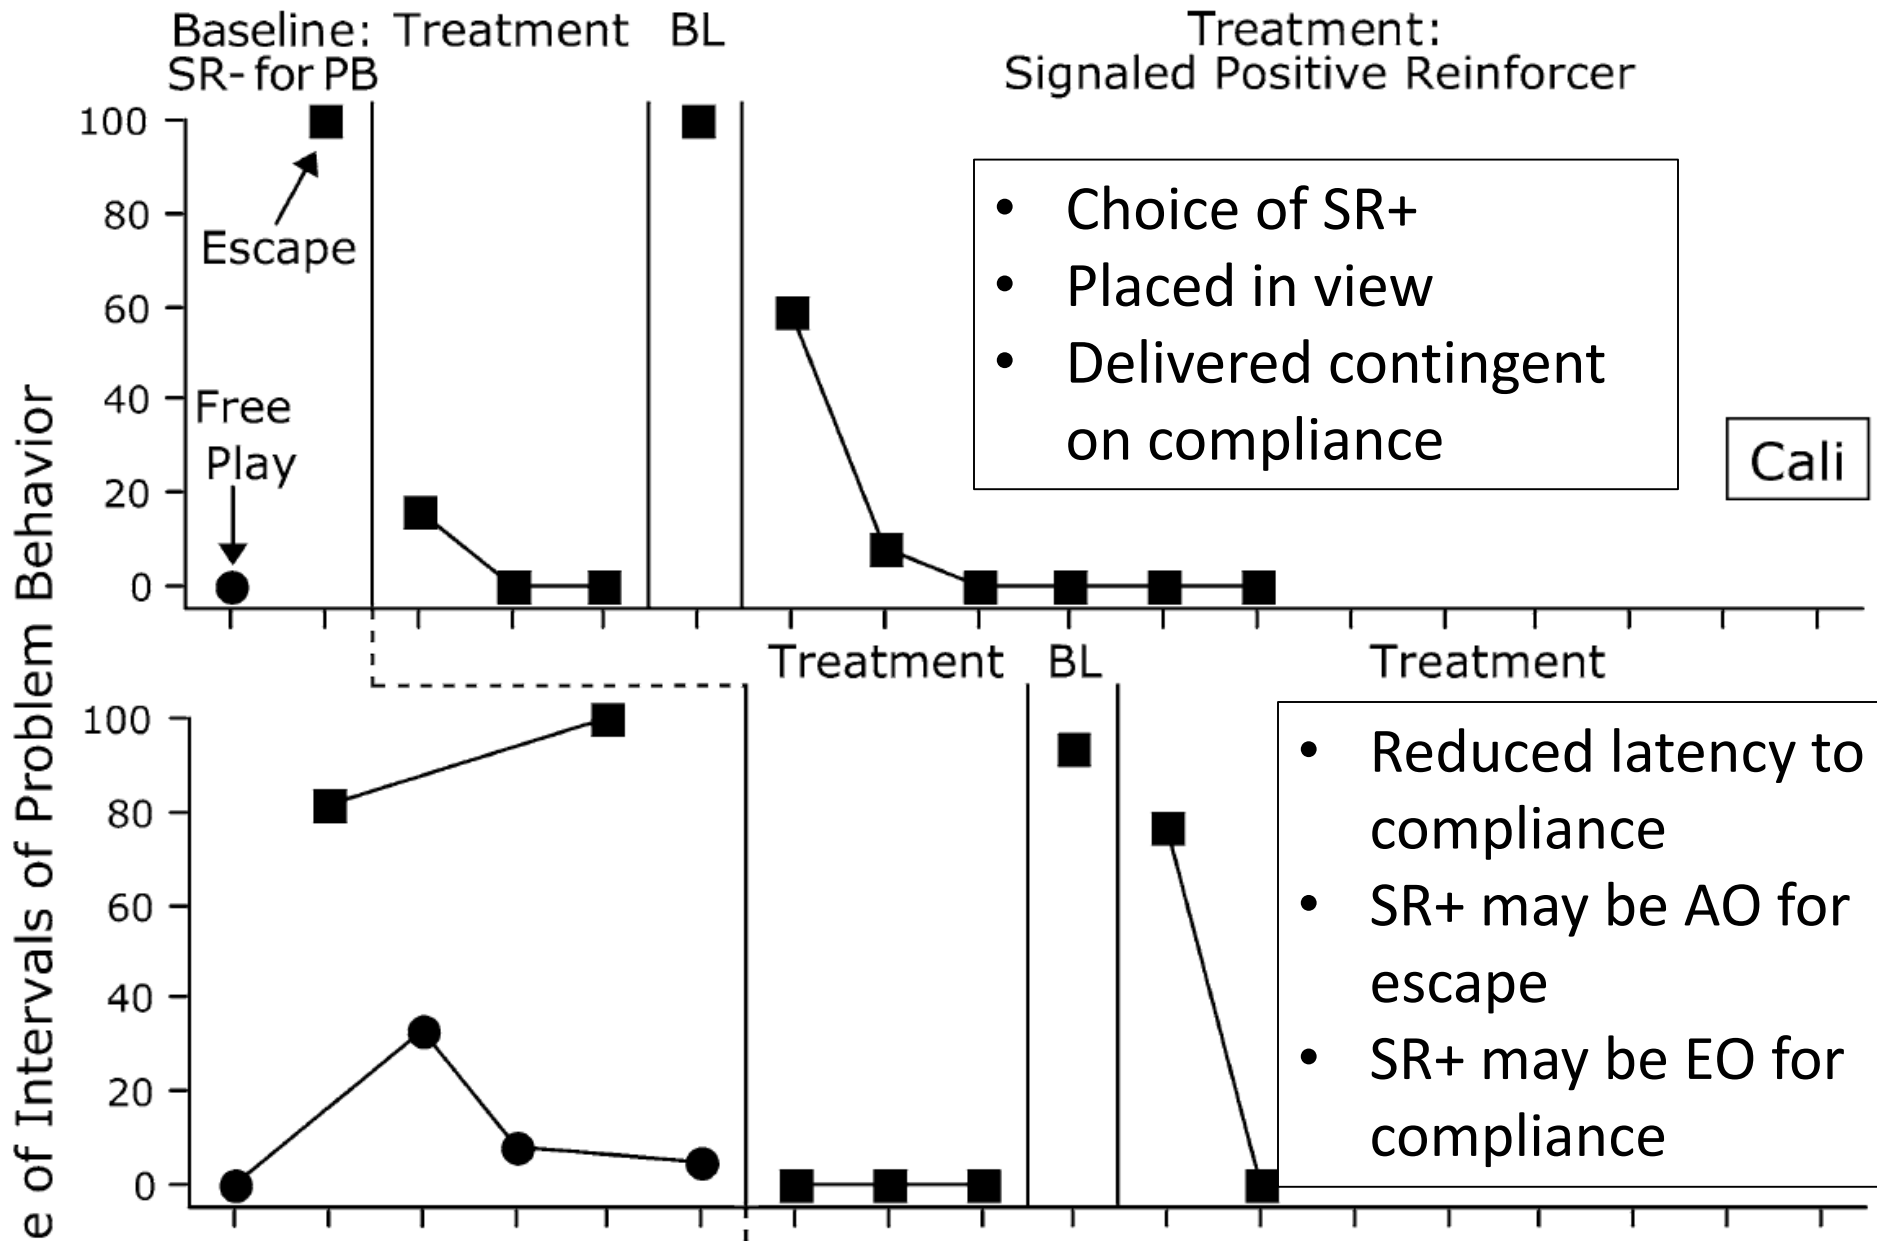 Baseline:
SR- for PB
Treatment
BL
Treatment:
Signaled Positive Reinforcer
100
80
60
40
20
0
Escape
Free
Play
• Choice of SR+
• Placed in view
• Delivered contingent
on compliance
Cali
Treatment
BL
Treatment
100
80
60
40
20
0
• Reduced latency to
compliance
• SR+ may be AO for
escape
• SR+ may be EO for
compliance
e of Intervals of Problem Behavior